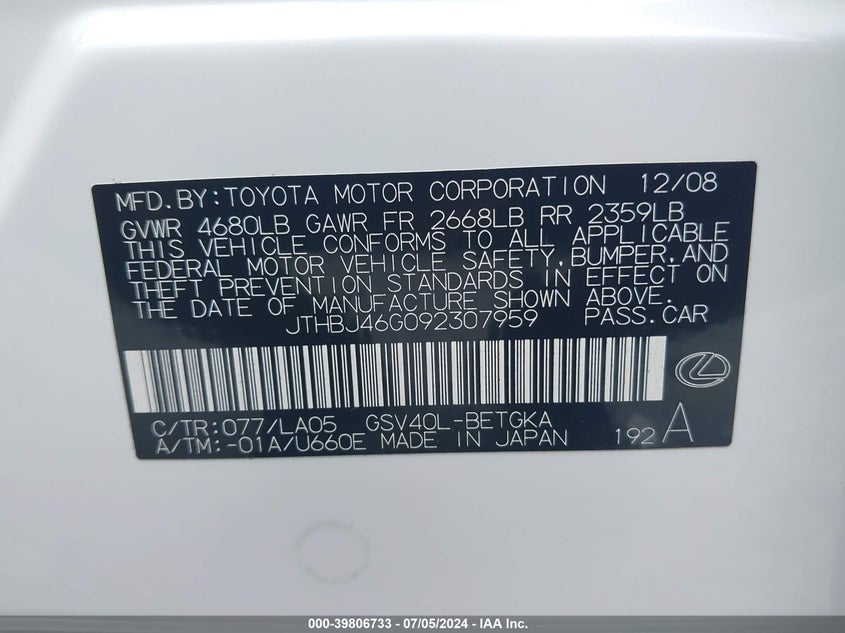 MFD.BY:TOYOTA MOTOR CORPORATION 12/08
GVWR 4680LB GAWR FR 2668LB RR 2359LB
THIS VEHICLE CONFORMS TO ALL APPLICABLE
FEDERAL MOTOR VEHICLE SAFETY,BUMPER,AND
THEFT PREVENTION STANDARDS IN EFFECT ON
THE DATE OF MANUFACTURE SHOWN ABOVE.
JTHBJ46G092307959 PASS.CAR
C/TR:077/LA05 GSV40L-BETGKA
A/TM:-01A/U660E MADE IN JAPAN 192 A
000-39806733 - 07/05/2024 - IAA Inc.